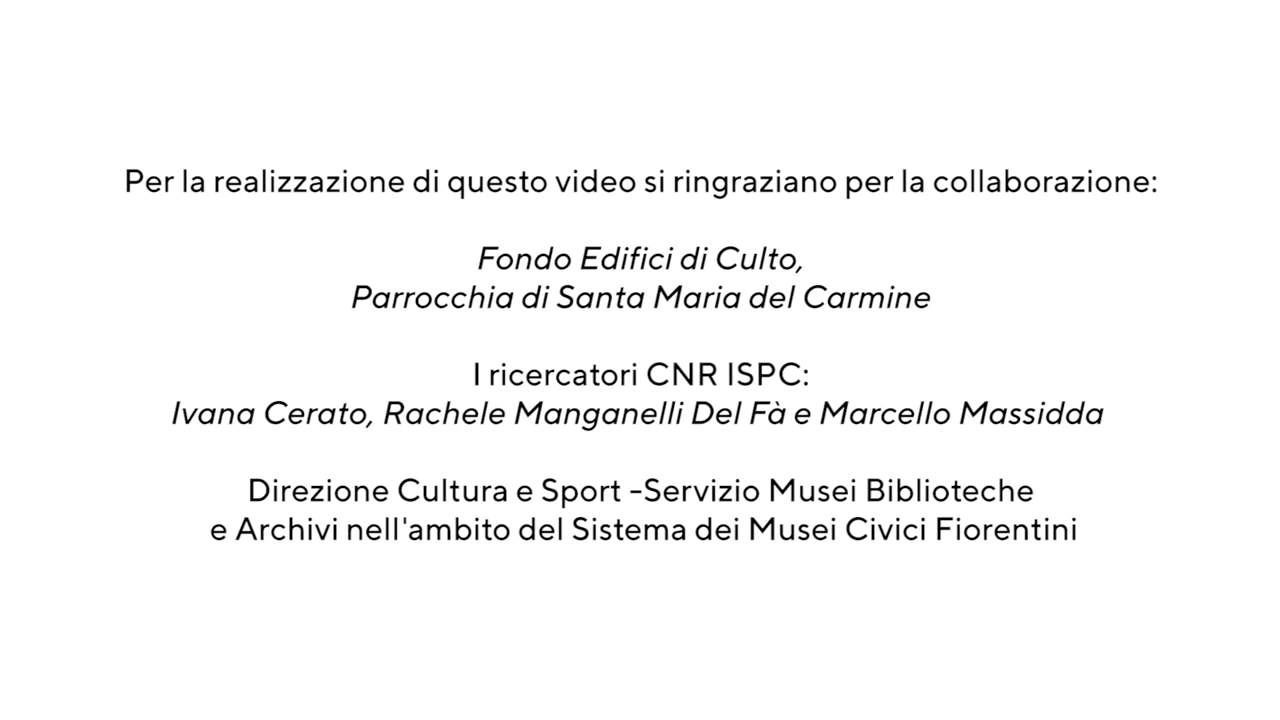 Per la realizzazione di questo video si ringraziano per la collaborazione:
Fondo Edifici di Culto,
Parrocchia di Santa Maria del Carmine
I ricercatori CNR ISPC:
Ivana Cerato, Rachele Manganelli Del Fà e Marcello Massidda
Direzione Cultura e Sport -Servizio Musei Biblioteche
e Archivi nell'ambito del Sistema dei Musei Civici Fiorentini